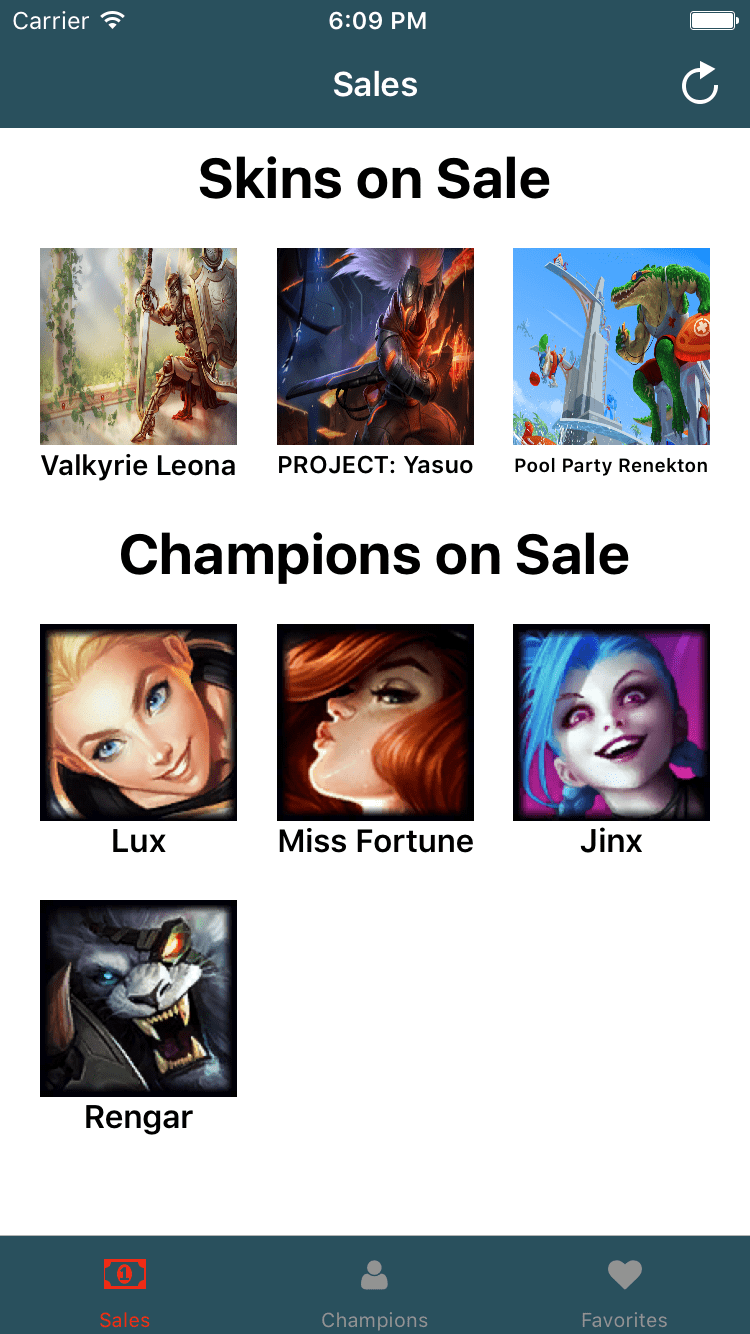 Carrier 6:09 PM
Sales
Skins on Sale
Valkyrie Leona PROJECT: Yasuo Pool Party Renekton
Champions on Sale
Lux Miss Fortune Jinx
Rengar
1
Sales Champions Favorites